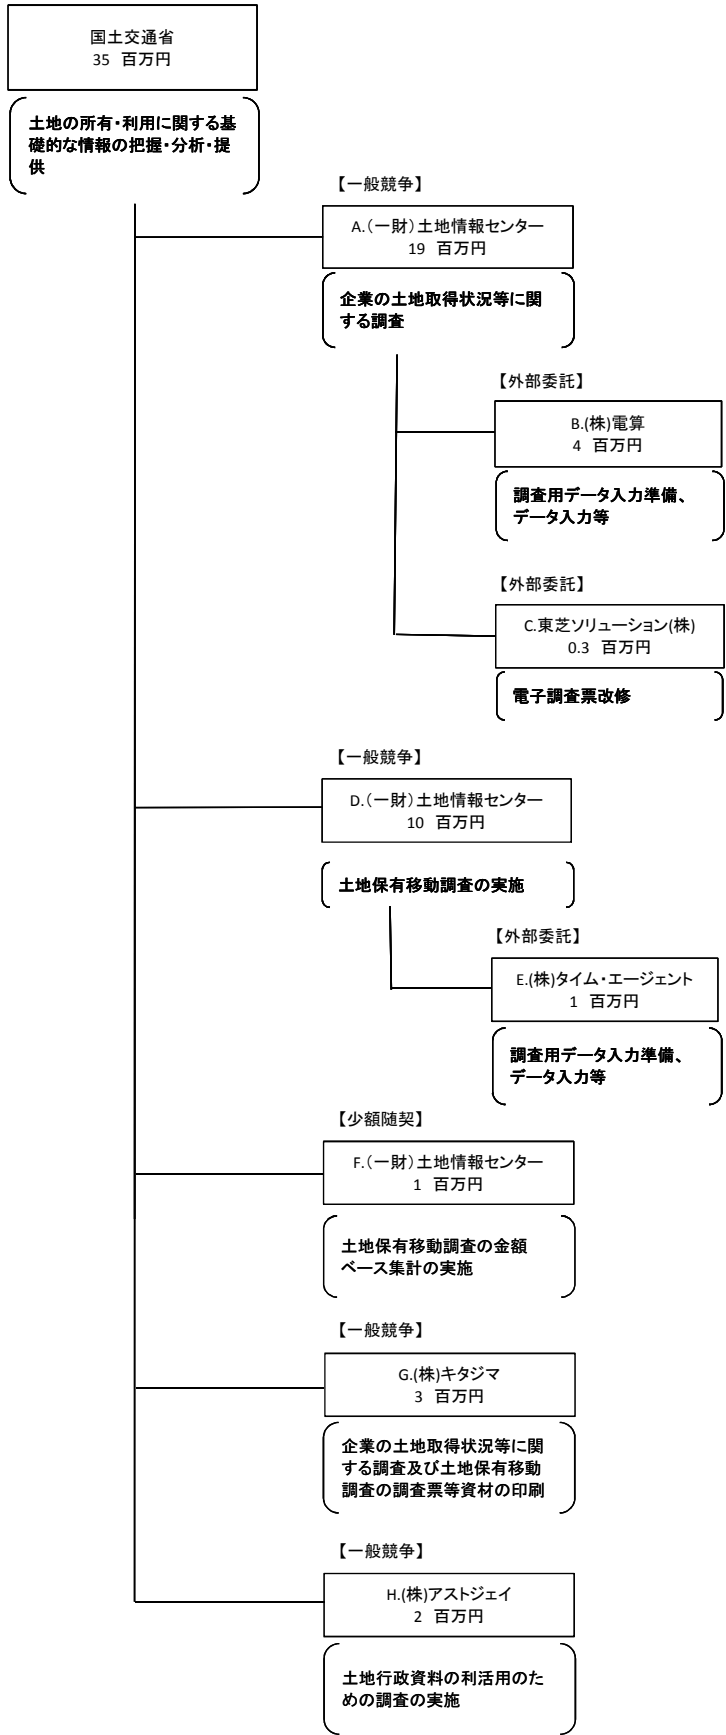 国土交通省
35 百万円
土地の所有・利用に関する基
礎的な情報の把握・分析・提
供
【一般競争】
A.(一財)土地情報センター
19 百万円
企業の土地取得状況等に関
する調査
【外部委託】
B.(株)電算
4 百万円
調査用データ入力準備、
データ入力等
【外部委託】
C.東芝ソリューション(株)
0.3 百万円
電子調査票改修
【一般競争】
D.(一財)土地情報センター
10 百万円
土地保有移動調査の実施
【外部委託】
E.(株)タイム・エージェント
1 百万円
調査用データ入力準備、
データ入力等
【少額随契】
F.(一財)土地情報センター
1 百万円
土地保有移動調査の金額
ベース集計の実施
【一般競争】
G.(株)キタジマ
3 百万円
企業の土地取得状況等に関
する調査及び土地保有移動
調査の調査票等資材の印刷
【一般競争】
H.(株)アストジェイ
2 百万円
土地行政資料の利活用のた
めの調査の実施